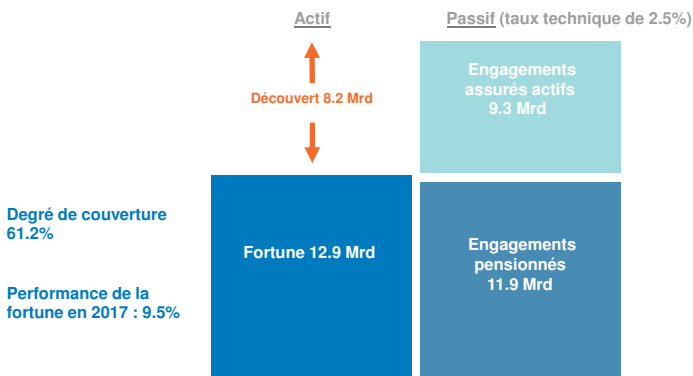 Actif
Passif (taux technique de 2.5%)
Découvert 8.2 Mrd
Engagements
assurés actifs
9.3 Mrd
Degré de couverture
61.2%
Performance de la
fortune en 2017 : 9.5%
Fortune 12.9 Mrd
Engagements
pensionnés
11.9 Mrd